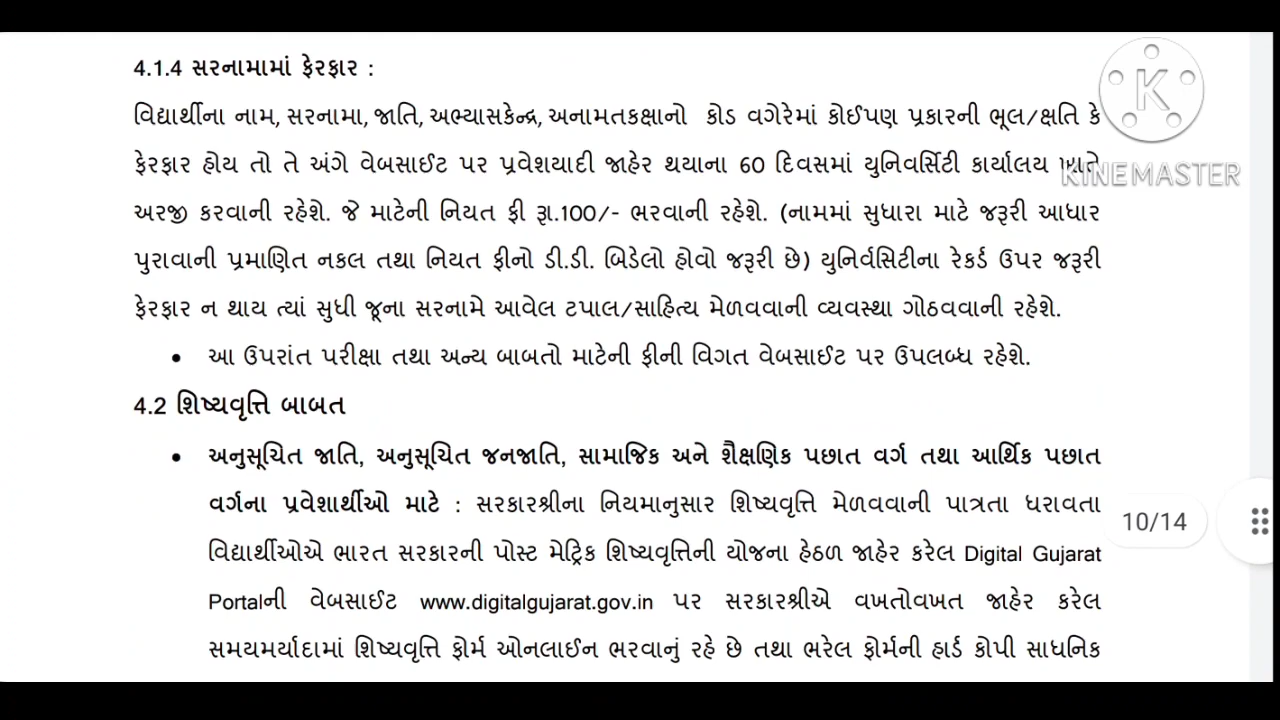 4.1.4 સરનામામાં ફેરફાર :
વિદ્યાર્થીના નામ, સરનામા, જાતિ, અભ્યાસકેન્દ્ર, અનામતકક્ષાનો કોડ વગેરેમાં કોઈપણ પ્રકારની ભૂલ/ક્ષતિ કે
ફેરફાર હોય તો તે અંગે વેબસાઈટ પર પ્રવેશયાદી જાહેર થયાના 60 દિવસમાં યુનિવર્સિટી કાર્યાલય ખાતે
અરજી કરવાની રહેશે. જે માટેની નિયત ફી રૂા.100/- ભરવાની રહેશે. (નામમાં સુધારા માટે જરૂરી આધાર
પુરાવાની પ્રમાણિત નકલ તથા નિયત ફીનો ડી.ડી. બિડેલો હોવો જરૂરી છે) યુનિર્વસિટીના રેકર્ડ ઉપર જરૂરી
ફેરફાર ન થાય ત્યાં સુધી જૂના સરનામે આવેલ ટપાલ/સાહિત્ય મેળવવાની વ્યવસ્થા ગોઠવવાની રહેશે.
• આ ઉપરાંત પરીક્ષા તથા અન્ય બાબતો માટેની ફીની વિગત વેબસાઈટ પર ઉપલબ્ધ રહેશે.
4.2 શિષ્યવૃત્તિ બાબત
• અનુસૂચિત જાતિ, અનુસૂચિત જનજાતિ, સામાજિક અને શૈક્ષણિક પછાત વર્ગ તથા આર્થિક પછાત
વર્ગના પ્રવેશાર્થીઓ માટે : સરકારશ્રીના નિયમાનુસાર શિષ્યવૃત્તિ મેળવવાની પાત્રતા ધરાવતા
વિદ્યાર્થીઓએ ભારત સરકારની પોસ્ટ મેટ્રિક શિષ્યવૃત્તિની યોજના હેઠળ જાહેર કરેલ Digital Gujarat
Portalની વેબસાઈટ www.digitalgujarat.gov.in પર સરકારશ્રીએ વખતોવખત જાહેર કરેલ
સમયમર્યાદામાં શિષ્યવૃત્તિ ફોર્મ ઓનલાઈન ભરવાનું રહે છે તથા ભરેલ ફોર્મની હાર્ડ કોપી સાધનિક
K
KINEMASTER
10/14